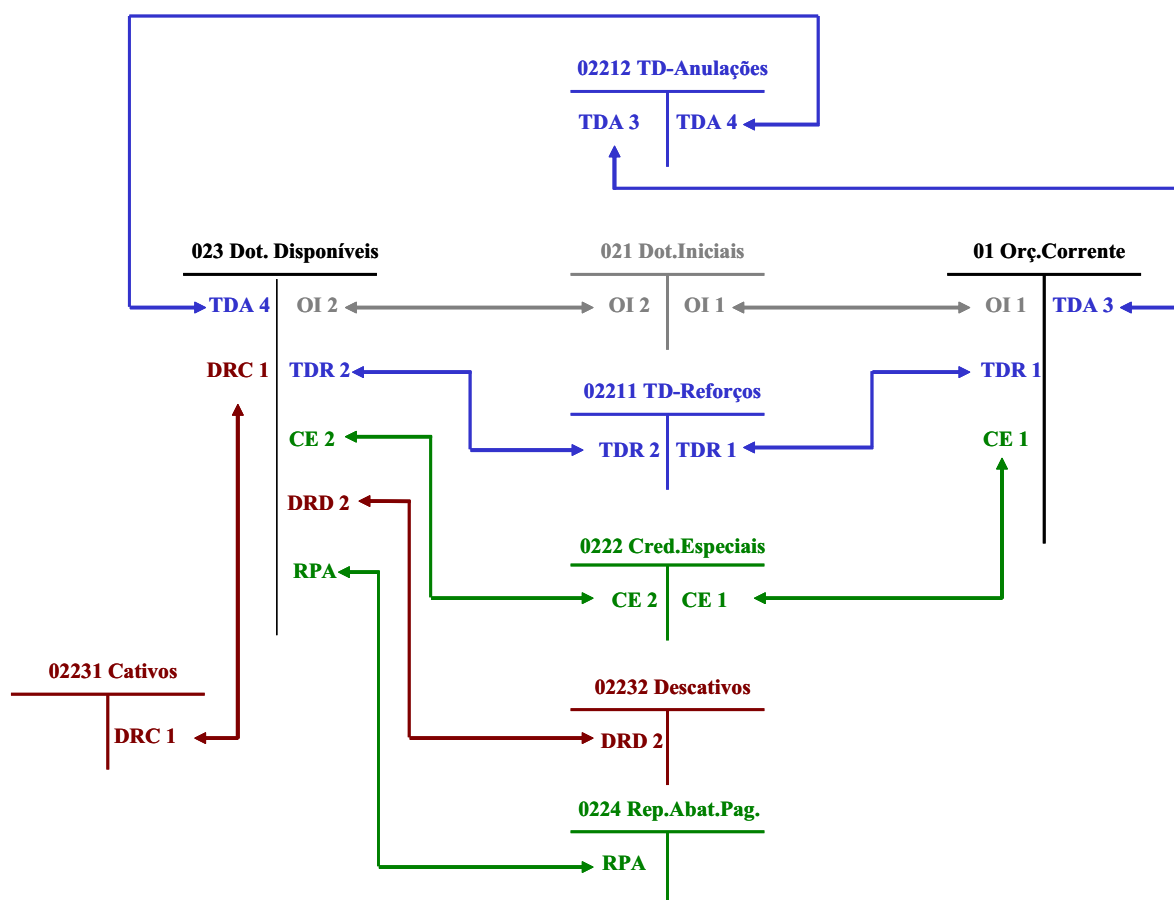 02212 TD-Anulações
TDA 3 TDA 4
023 Dot. Disponíveis 021 Dot.Iniciais 01 Orç.Corrente
TDA 4 OI 2 OI 2 OI 1 OI 1 TDA 3
DRC 1 TDR 2 TDR 1
02211 TD-Reforços
CE 2 TDR 2 TDR 1 CE 1
DRD 2
0222 Cred.Especiais
RPA
CE 2 CE 1
02231 Cativos
02232 Descativos
DRC 1 DRD 2
0224 Rep.Abat.Pag.
RPA